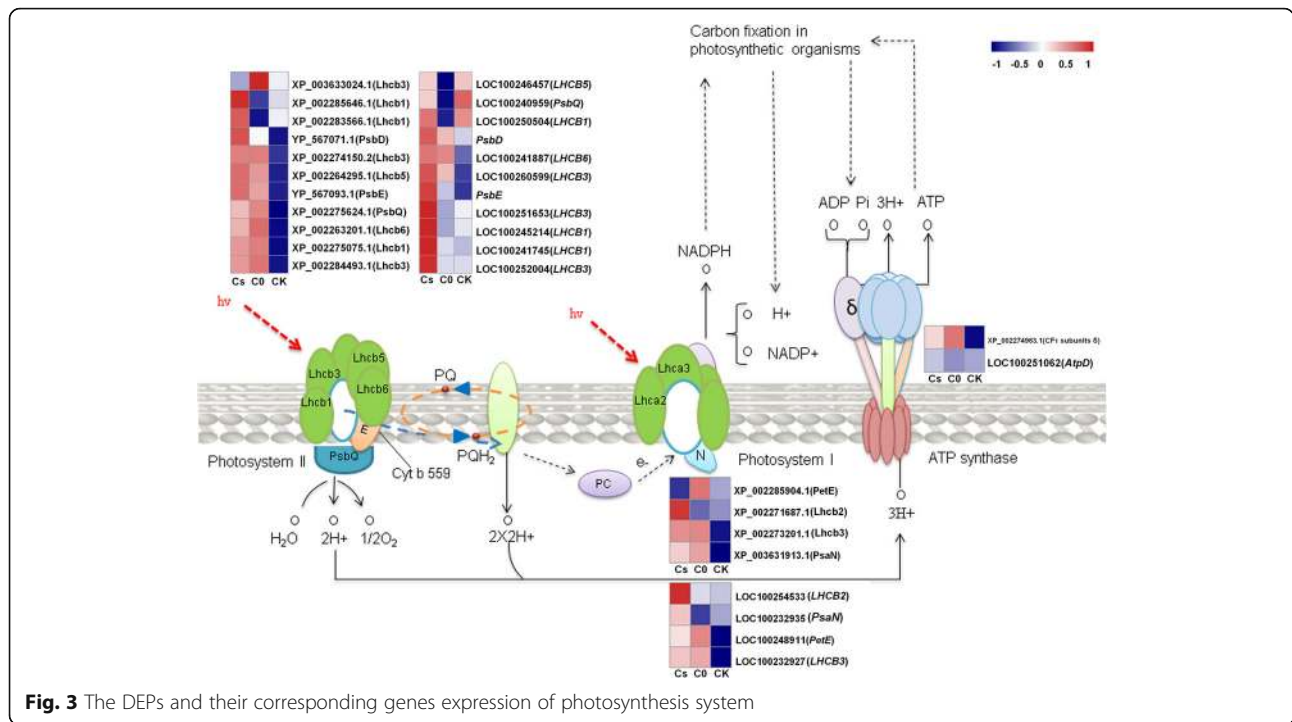 Carbon fixation in
photosynthetic organisms
-1 -0.5 0 0.5 1
XP_003633024.1(Lhcb3)
XP_002285646.1(Lhcb1)
XP_002283566.1(Lhcb1)
YP_567071.1(PsbD)
XP_002274150.2(Lhcb3)
XP_002264295.1(Lhcb5)
YP_567093.1(PsbE)
XP_002275624.1(PsbQ)
XP_002263201.1(Lhcb6)
XP_002275075.1(Lhcb1)
XP_002284493.1(Lhcb3)
Cs C0 CK
LOC100246457(LHCB5)
LOC100240959(PsbQ)
LOC100250504(LHCB1)
PsbD
LOC100241887(LHCB6)
LOC100260599(LHCB3)
PsbE
LOC100251653(LHCB3)
LOC100245214(LHCB1)
LOC100241745(LHCB1)
LOC100252004(LHCB3)
Cs C0 CK
ADP Pi 3H+ ATP
NADPH
H+
NADP+
hv
hv
δ
XP_002274963.1(CF1 subunits δ)
LOC100251062(AtpD)
Cs C0 CK
Lhcb5
Lhcb3
Lhcb6
Lhcb1
E
PsbQ
Photosystem II
Cyt b 559
PQ
PQH2
Lhca3
Lhca2
N
Photosystem I
ATP synthase
PC
e-
H2O
2H+
1/2O2
2X2H+
3H+
XP_002285904.1(PetE)
XP_002271687.1(Lhcb2)
XP_002273201.1(Lhcb3)
XP_003631913.1(PsaN)
Cs C0 CK
LOC100254533(LHCB2)
LOC100232935(PsaN)
LOC100248911(PetE)
LOC100232927(LHCB3)
Cs C0 CK
Fig. 3 The DEPs and their corresponding genes expression of photosynthesis system